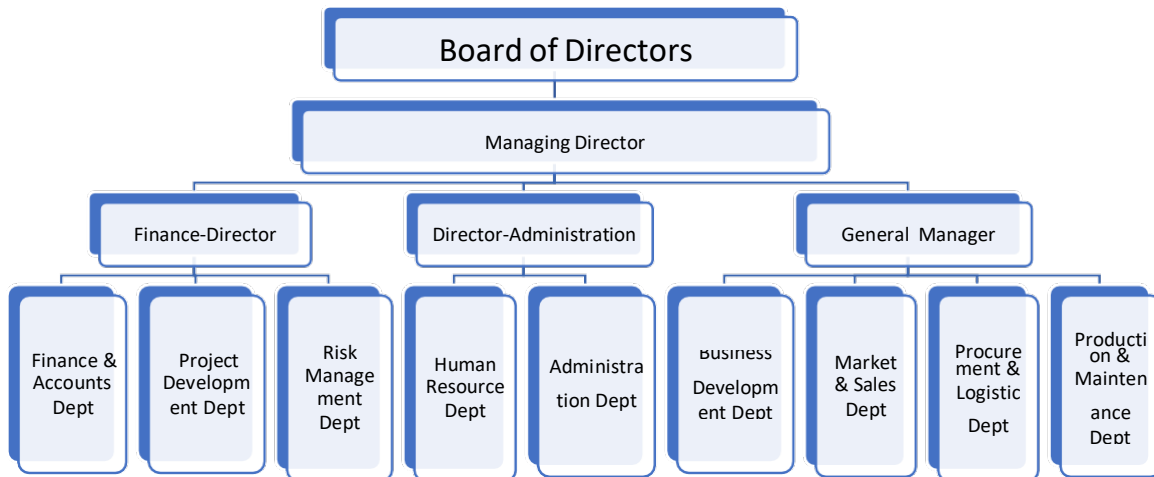 Board of Directors
Managing Director
Finance-Director
Director-Administration
General Manager
Finance &
Accounts
Dept
Project
Developm
ent Dept
Risk
Manage
ment
Dept
Human
Resource
Dept
Administra
tion Dept
Business
Developm
ent Dept
Market
& Sales
Dept
Procure
ment &
Logistic
Dept
Producti
on &
Mainten
ance
Dept